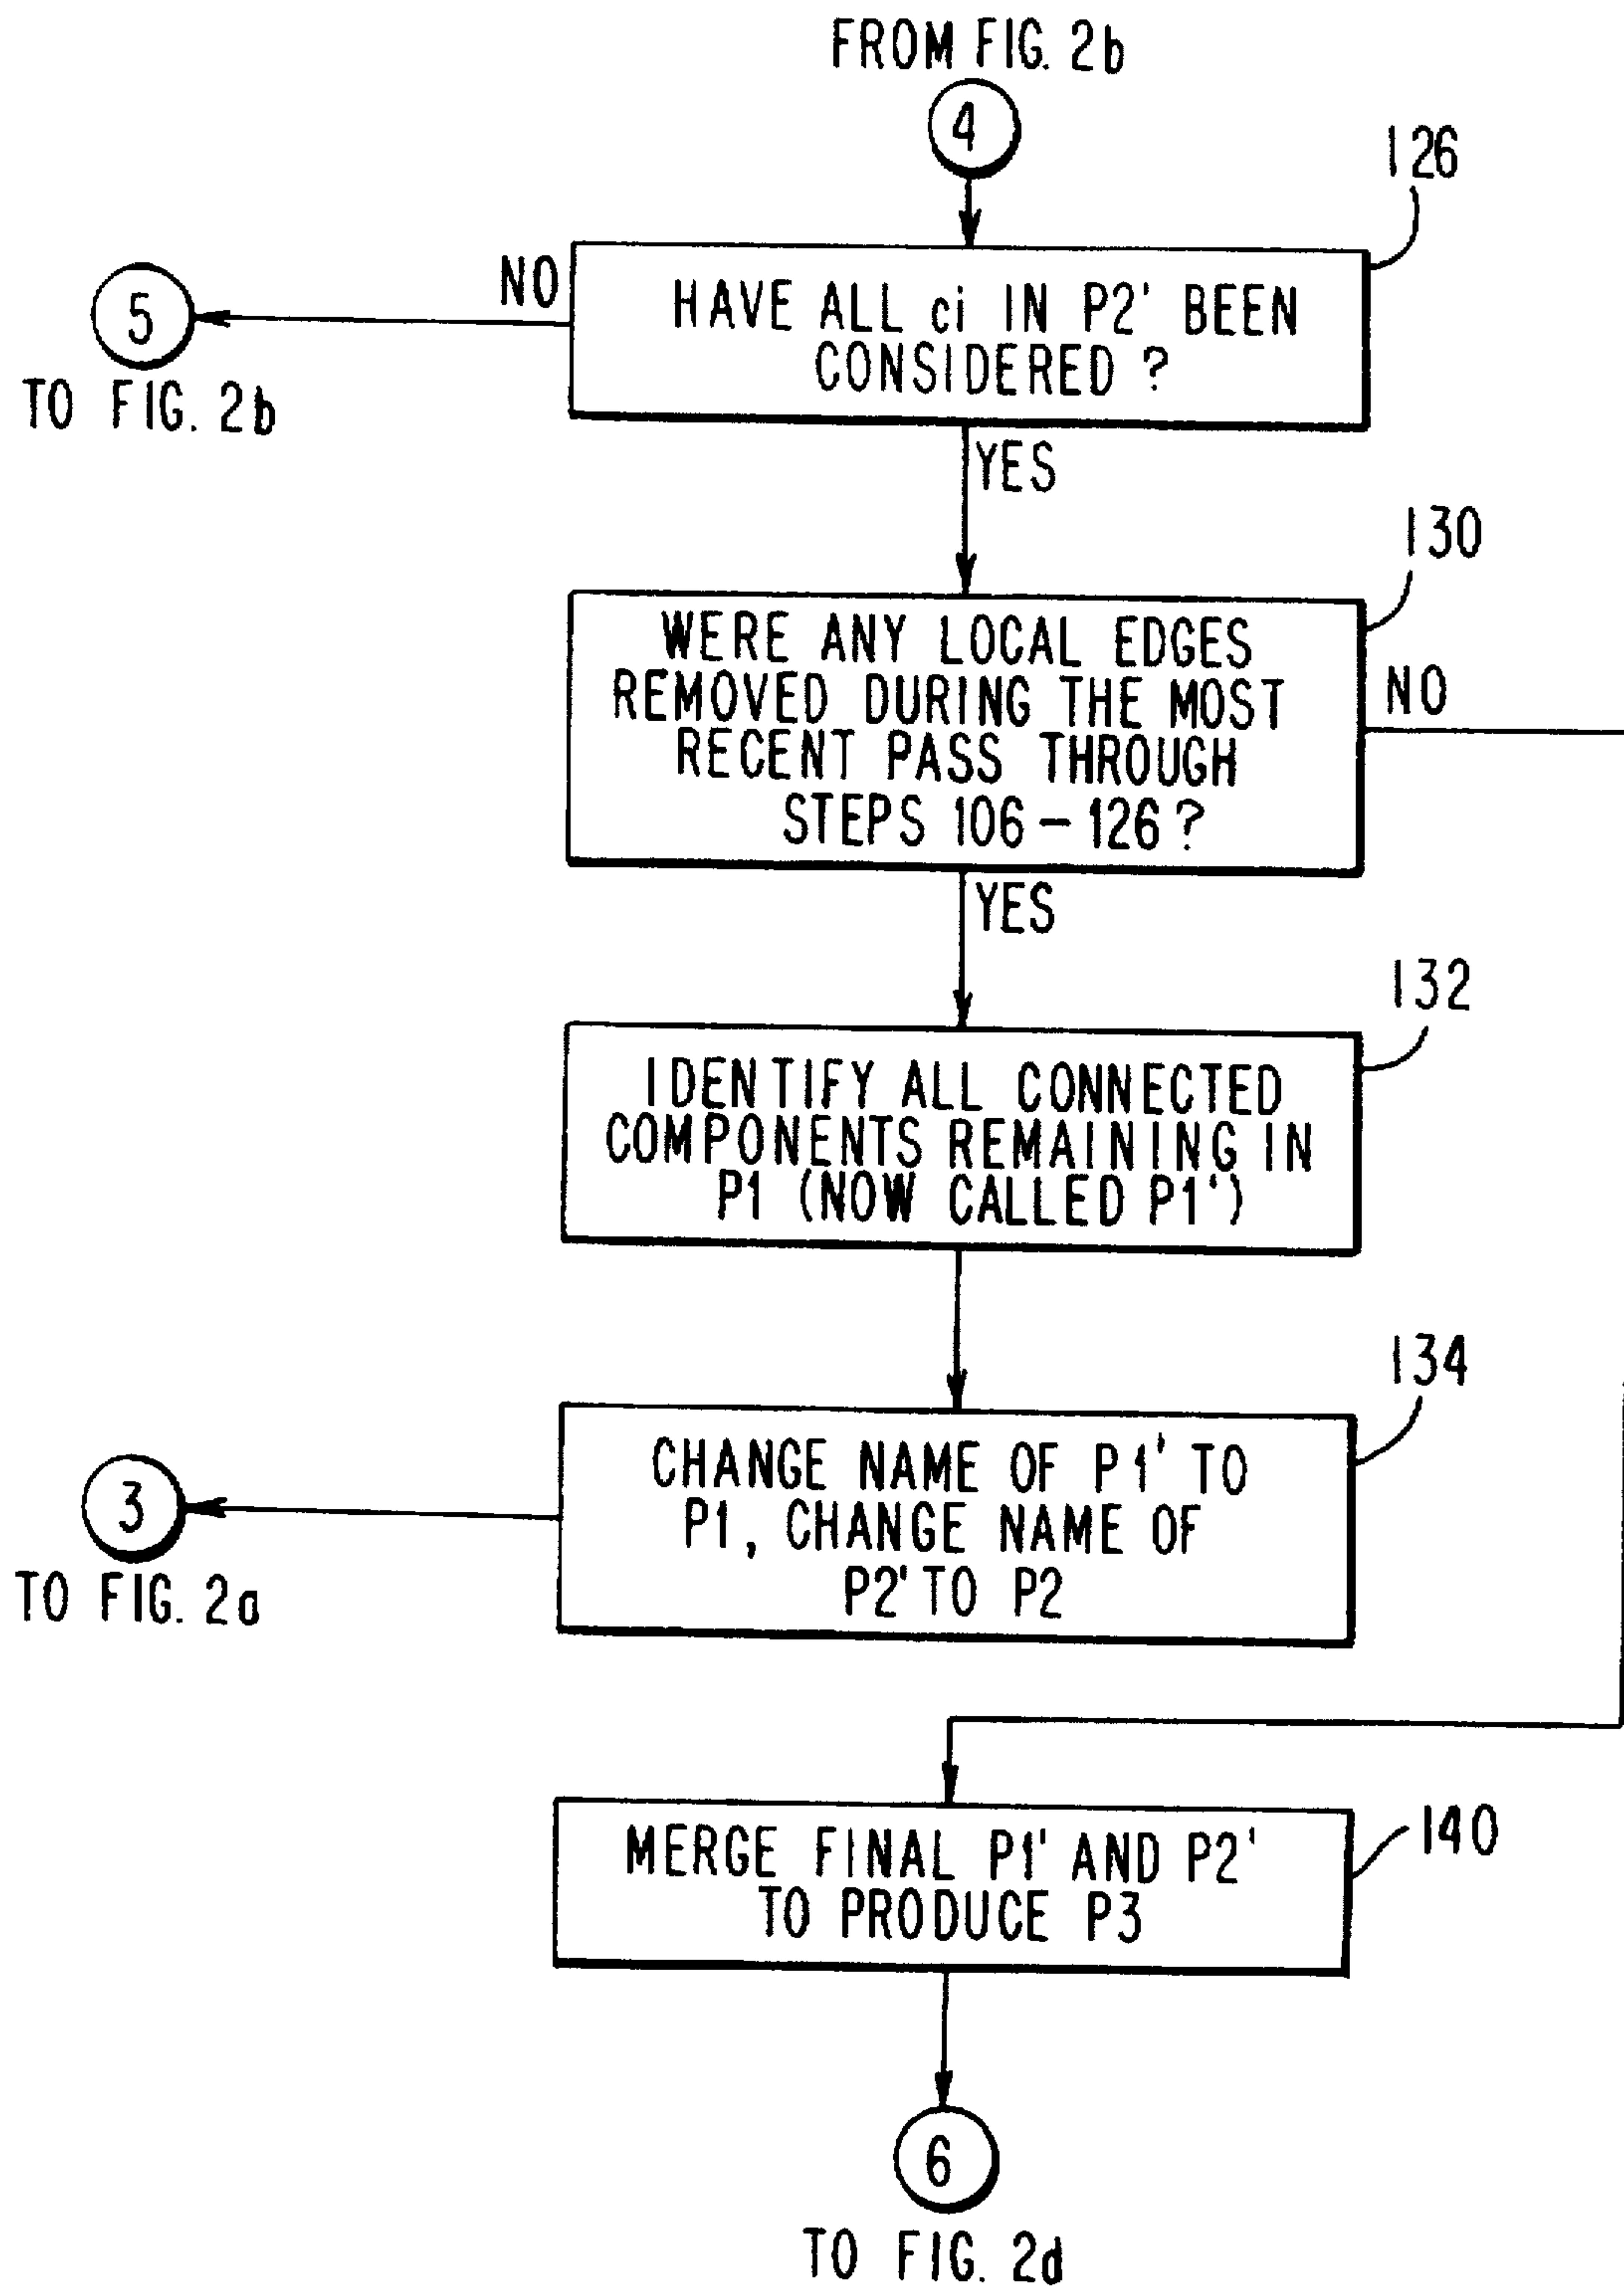 FROM FIG. 2b
4
126
HAVE ALL ci IN P2' BEEN
CONSIDERED ?
NO
5
TO FIG. 2b
YES
130
WERE ANY LOCAL EDGES
REMOVED DURING THE MOST
RECENT PASS THROUGH
STEPS 106 – 126 ?
NO
YES
132
IDENTIFY ALL CONNECTED
COMPONENTS REMAINING IN
P1 (NOW CALLED P1')
134
CHANGE NAME OF P1' TO
P1, CHANGE NAME OF
P2' TO P2
3
TO FIG. 2a
140
MERGE FINAL P1' AND P2'
TO PRODUCE P3
6
TO FIG. 2d